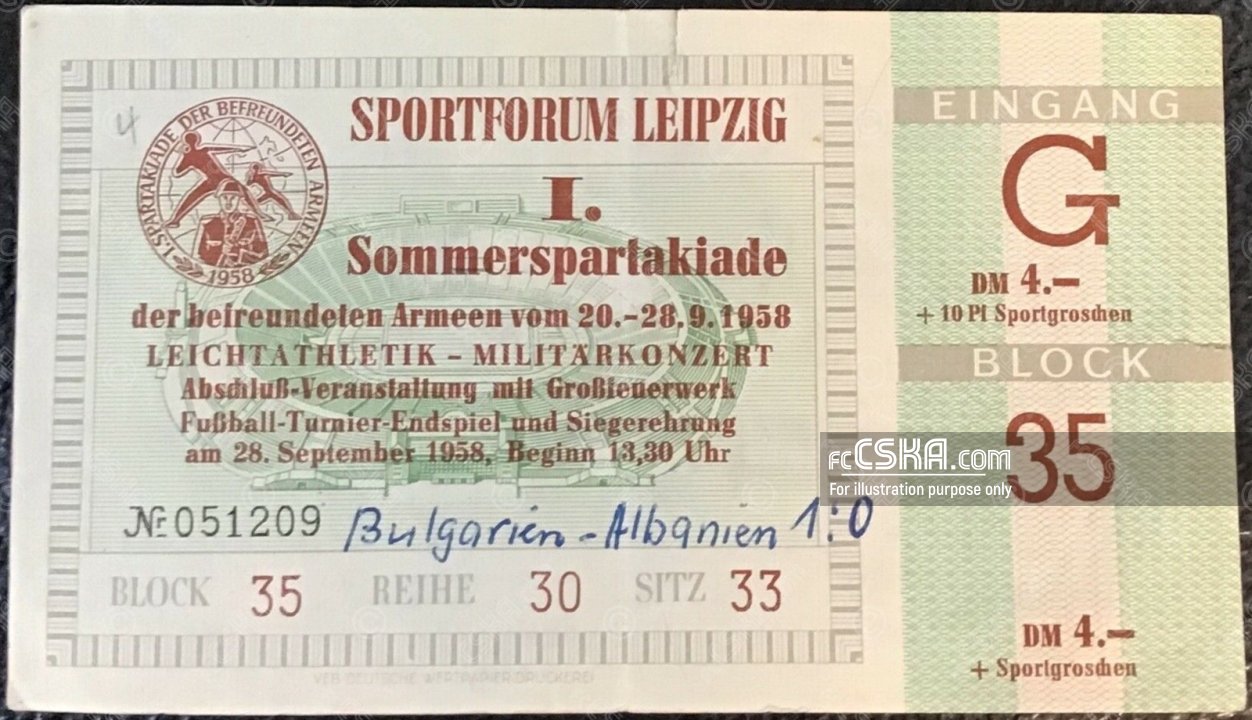 SPORTFORUM LEIPZIG
I. SPARTAKIADE DER BEFREUNDETEN ARMEEN
1958
4
I.
Sommerspartakiade
der befreundeten Armeen vom 20.-28.9.1958
LEICHTATHLETIK – MILITÄRKONZERT
Abschluß-Veranstaltung mit Großfeuerwerk
Fußball-Turnier-Endspiel und Siegerehrung
am 28. September 1958, Beginn 13,30 Uhr
№ 051209 Bulgarien - Albanien 1:0
BLOCK 35 REIHE 30 SITZ 33
VEB DEUTSCHE WERTPAPIER-DRUCKEREI
EINGANG
G
DM 4.–
+ 10 Pf Sportgroschen
BLOCK
35
fcCSKA.com
For illustration purpose only
DM 4.–
+ Sportgroschen